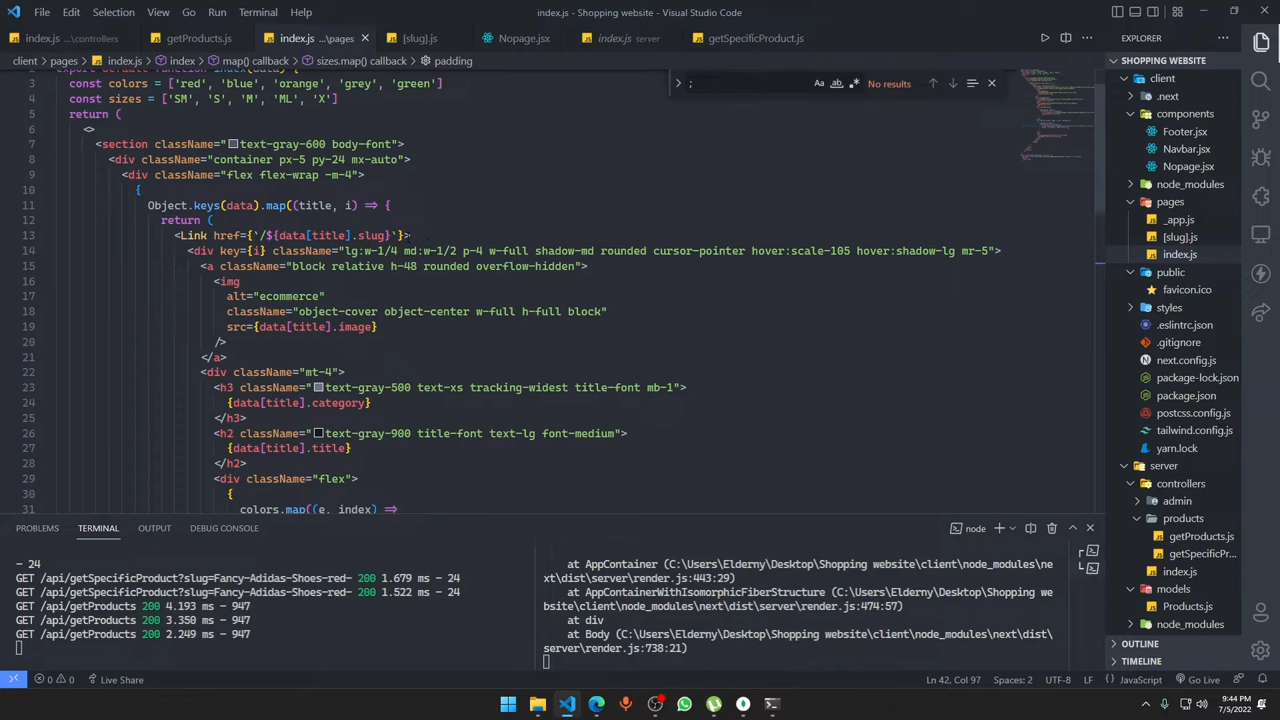 File Edit Selection View Go Run Terminal Help
index.js - Shopping website - Visual Studio Code
index.js ...\controllers getProducts.js index.js ...\pages [slug].js Nopage.jsx index.js server getSpecificProduct.js
client > pages > index.js > index > map() callback > sizes.map() callback > padding
; No results
2 export default function index(data) {
3 const colors = ['red', 'blue', 'orange', 'grey', 'green']
4 const sizes = ['SM', 'S', 'M', 'ML', 'X']
5 return (
6 <>
7 <section className="text-gray-600 body-font">
8 <div className="container px-5 py-24 mx-auto">
9 <div className="flex flex-wrap -m-4">
10 {
11 Object.keys(data).map((title, i) => {
12 return (
13 <Link href={`/${data[title].slug}`}>
14 <div key={i} className="lg:w-1/4 md:w-1/2 p-4 w-full shadow-md rounded cursor-pointer hover:scale-105 hover:shadow-lg mr-5">
15 <a className="block relative h-48 rounded overflow-hidden">
16 <img
17 alt="ecommerce"
18 className="object-cover object-center w-full h-full block"
19 src={data[title].image}
20 />
21 </a>
22 <div className="mt-4">
23 <h3 className="text-gray-500 text-xs tracking-widest title-font mb-1">
24 {data[title].category}
25 </h3>
26 <h2 className="text-gray-900 title-font text-lg font-medium">
27 {data[title].title}
28 </h2>
29 <div className="flex">
30 {
31 colors.map((e, index) =>
PROBLEMS TERMINAL OUTPUT DEBUG CONSOLE
node
- 24
GET /api/getSpecificProduct?slug=Fancy-Adidas-Shoes-red- 200 1.679 ms - 24
GET /api/getSpecificProduct?slug=Fancy-Adidas-Shoes-red- 200 1.522 ms - 24
GET /api/getProducts 200 4.193 ms - 947
GET /api/getProducts 200 3.350 ms - 947
GET /api/getProducts 200 2.249 ms - 947
at AppContainer (C:\Users\Elderny\Desktop\Shopping website\client\node_modules\ne
xt\dist\server\render.js:443:29)
at AppContainerWithIsomorphicFiberStructure (C:\Users\Elderny\Desktop\Shopping we
bsite\client\node_modules\next\dist\server\render.js:474:57)
at div
at Body (C:\Users\Elderny\Desktop\Shopping website\client\node_modules\next\dist\
server\render.js:738:21)
EXPLORER
SHOPPING WEBSITE
client
.next
components
Footer.jsx
Navbar.jsx
Nopage.jsx
node_modules
pages
_app.js
[slug].js
index.js
public
favicon.ico
styles
.eslintrc.json
.gitignore
next.config.js
package-lock.json
package.json
postcss.config.js
tailwind.config.js
yarn.lock
server
controllers
admin
products
getProducts.js
getSpecificPr...
index.js
models
Products.js
node_modules
OUTLINE
TIMELINE
0 0 Live Share
Ln 42, Col 97 Spaces: 2 UTF-8 LF {} JavaScript Go Live
9:44 PM
7/5/2022